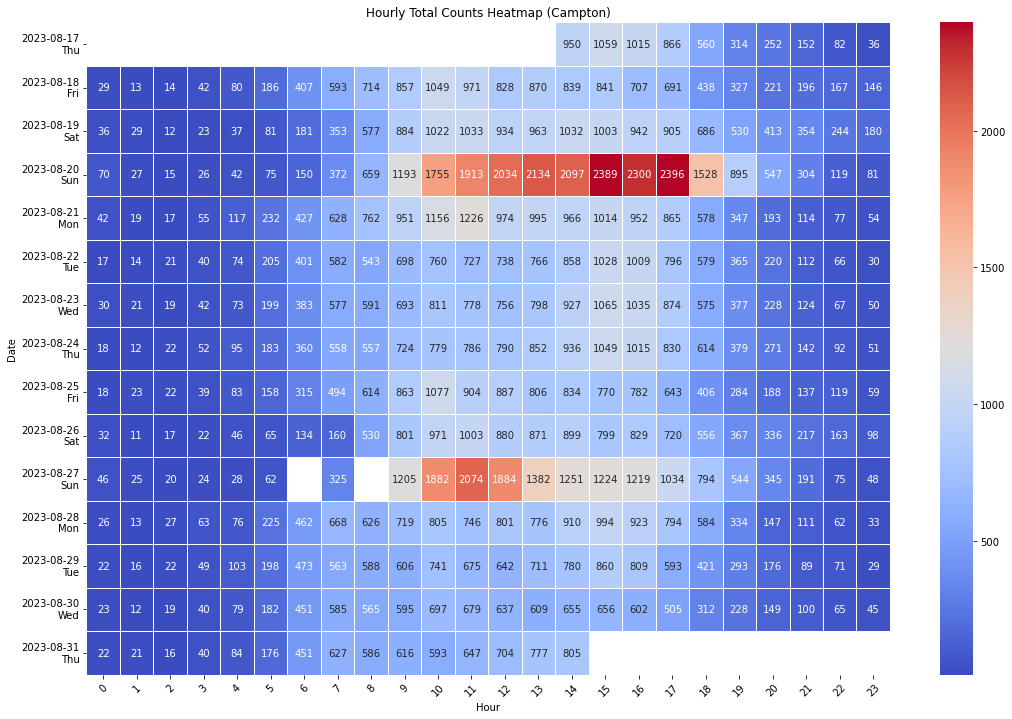 Hourly Total Counts Heatmap (Campton)
2023-08-17
Thu
950 1059 1015 866 560 314 252 152 82 36
2023-08-18
Fri
29 13 14 42 80 186 407 593 714 857 1049 971 828 870 839 841 707 691 438 327 221 196 167 146
2023-08-19
Sat
36 29 12 23 37 81 181 353 577 884 1022 1033 934 963 1032 1003 942 905 686 530 413 354 244 180
2023-08-20
Sun
70 27 15 26 42 75 150 372 659 1193 1755 1913 2034 2134 2097 2389 2300 2396 1528 895 547 304 119 81
2023-08-21
Mon
42 19 17 55 117 232 427 628 762 951 1156 1226 974 995 966 1014 952 865 578 347 193 114 77 54
2023-08-22
Tue
17 14 21 40 74 205 401 582 543 698 760 727 738 766 858 1028 1009 796 579 365 220 112 66 30
2023-08-23
Wed
30 21 19 42 73 199 383 577 591 693 811 778 756 798 927 1065 1035 874 575 377 228 124 67 50
2023-08-24
Thu
18 12 22 52 95 183 360 558 557 724 779 786 790 852 936 1049 1015 830 614 379 271 142 92 51
2023-08-25
Fri
18 23 22 39 83 158 315 494 614 863 1077 904 887 806 834 770 782 643 406 284 188 137 119 59
2023-08-26
Sat
32 11 17 22 46 65 134 160 530 801 971 1003 880 871 899 799 829 720 556 367 336 217 163 98
2023-08-27
Sun
46 25 20 24 28 62 325 1205 1882 2074 1884 1382 1251 1224 1219 1034 794 544 345 191 75 48
2023-08-28
Mon
26 13 27 63 76 225 462 668 626 719 805 746 801 776 910 994 923 794 584 334 147 111 62 33
2023-08-29
Tue
22 16 22 49 103 198 473 563 588 606 741 675 642 711 780 860 809 593 421 293 176 89 71 29
2023-08-30
Wed
23 12 19 40 79 182 451 585 565 595 697 679 637 609 655 656 602 505 312 228 149 100 65 45
2023-08-31
Thu
22 21 16 40 84 176 451 627 586 616 593 647 704 777 805
0 1 2 3 4 5 6 7 8 9 10 11 12 13 14 15 16 17 18 19 20 21 22 23
Hour
Date
2000
1500
1000
500